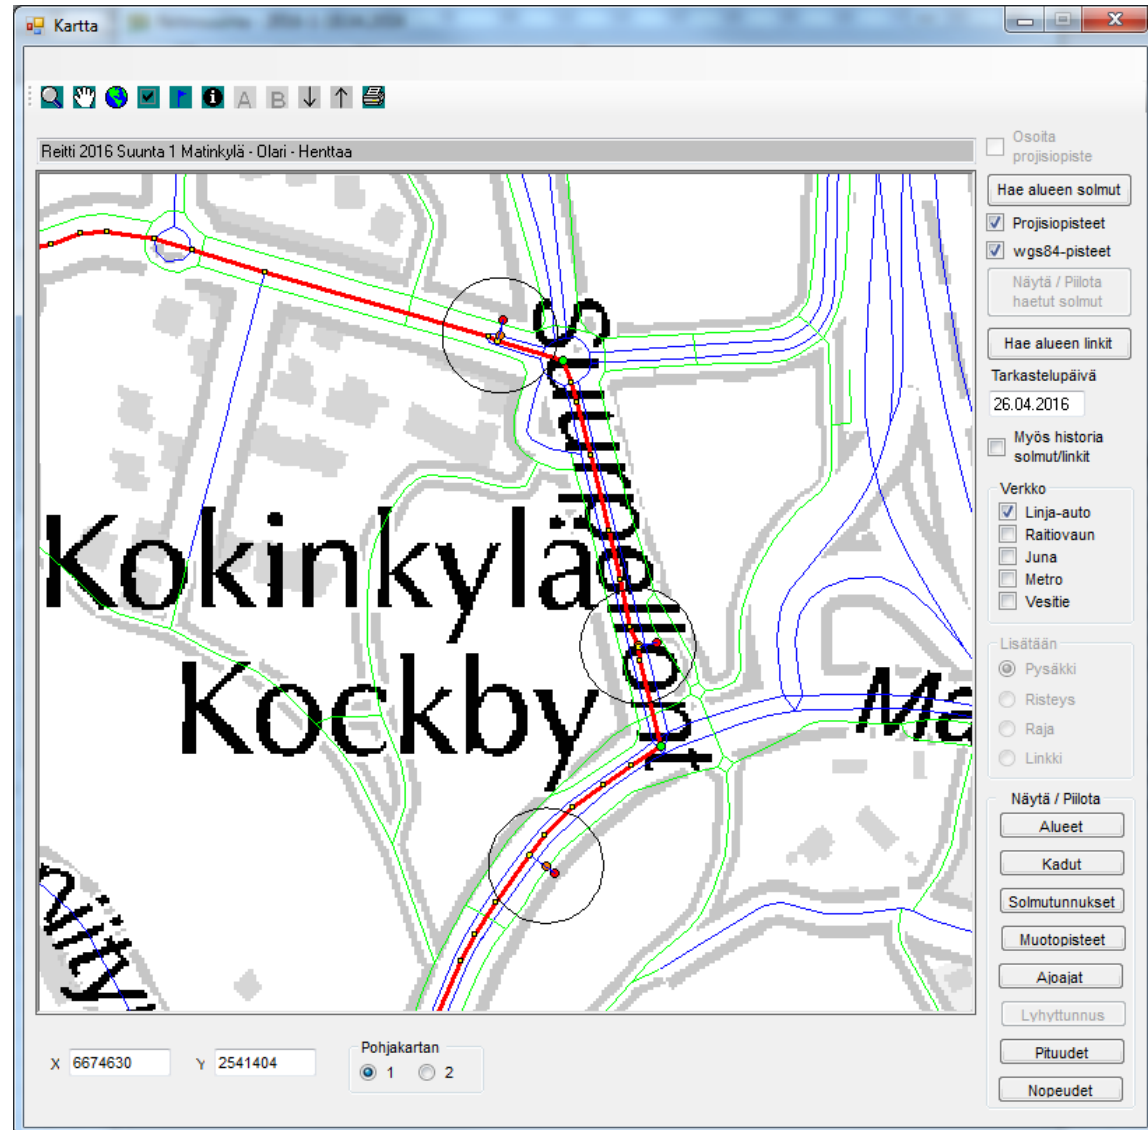 Kartta
A B
Reitti 2016 Suunta 1 Matinkylä - Olari - Henttaa
Osoita
projisiopiste
Hae alueen solmut
Projisiopisteet
wgs84-pisteet
Näytä / Piilota
haetut solmut
Hae alueen linkit
Tarkastelupäivä
26.04.2016
Myös historia
solmut/linkit
Verkko
Linja-auto
Raitiovaun
Juna
Metro
Vesitie
Lisätään
Pysäkki
Risteys
Raja
Linkki
Näytä / Piilota
Alueet
Kadut
Solmutunnukset
Muotopisteet
Ajoajat
Lyhyttunnus
Pituudet
Nopeudet
Kokinkylä
Kockby
Ma
niity
X 6674630 Y 2541404
Pohjakartan
1 2